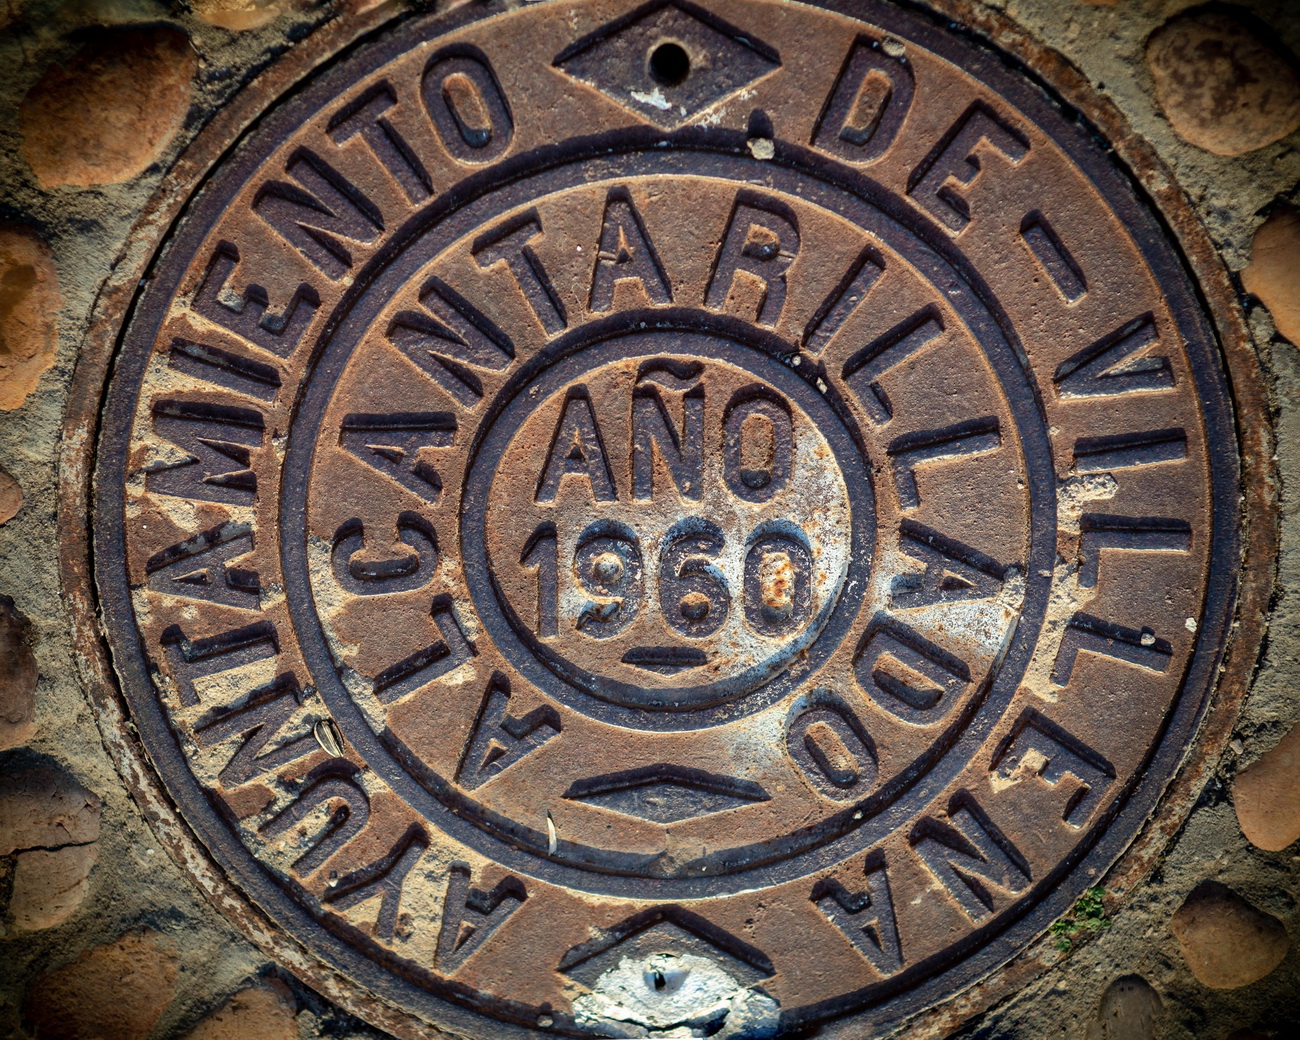 AYUNTAMIENTO DE-VILLENA
ALCANTARILLADO
AÑO
1960